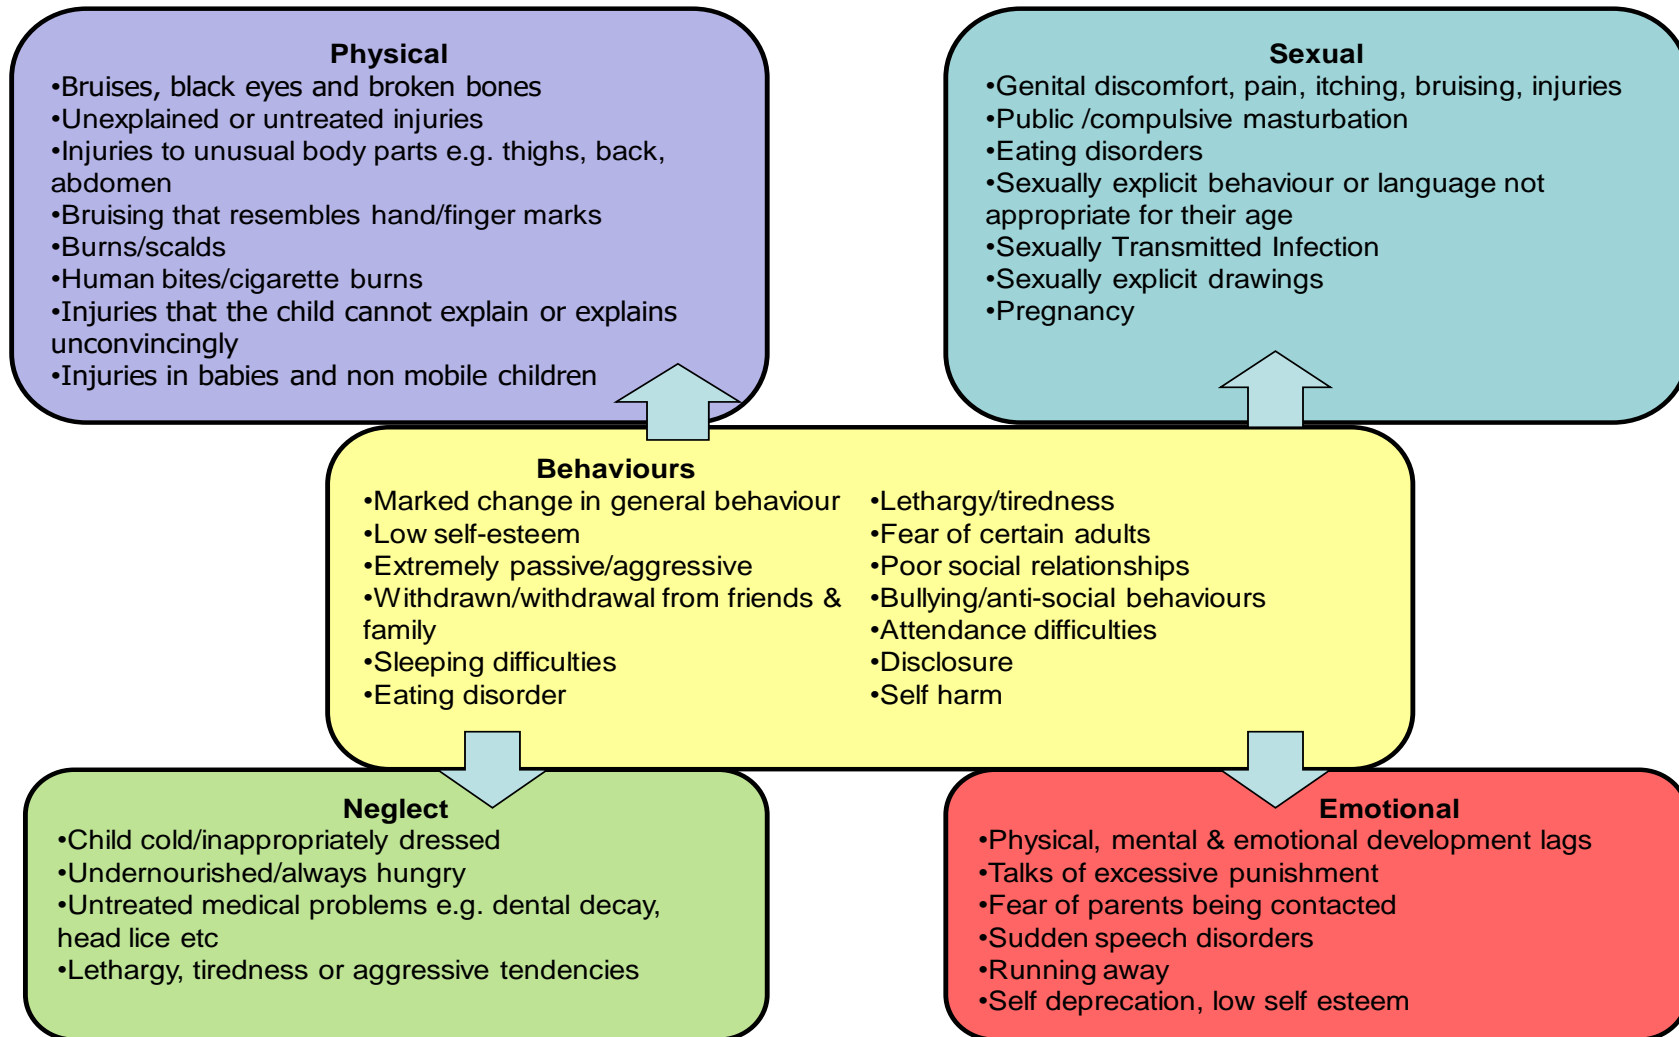 Physical
•Bruises, black eyes and broken bones
•Unexplained or untreated injuries
•Injuries to unusual body parts e.g. thighs, back,
abdomen
•Bruising that resembles hand/finger marks
•Burns/scalds
•Human bites/cigarette burns
•Injuries that the child cannot explain or explains
unconvincingly
•Injuries in babies and non mobile children
Sexual
•Genital discomfort, pain, itching, bruising, injuries
•Public /compulsive masturbation
•Eating disorders
•Sexually explicit behaviour or language not
appropriate for their age
•Sexually Transmitted Infection
•Sexually explicit drawings
•Pregnancy
Behaviours
•Marked change in general behaviour
•Low self-esteem
•Extremely passive/aggressive
•Withdrawn/withdrawal from friends &
family
•Sleeping difficulties
•Eating disorder
•Lethargy/tiredness
•Fear of certain adults
•Poor social relationships
•Bullying/anti-social behaviours
•Attendance difficulties
•Disclosure
•Self harm
Neglect
•Child cold/inappropriately dressed
•Undernourished/always hungry
•Untreated medical problems e.g. dental decay,
head lice etc
•Lethargy, tiredness or aggressive tendencies
Emotional
•Physical, mental & emotional development lags
•Talks of excessive punishment
•Fear of parents being contacted
•Sudden speech disorders
•Running away
•Self deprecation, low self esteem